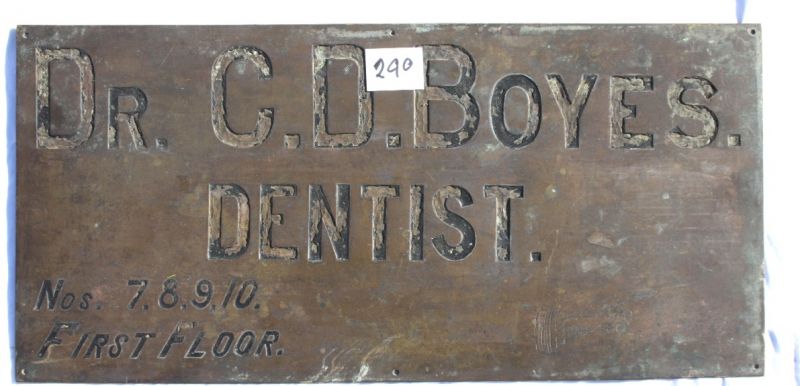 290
DR. C.D.BOYES.
DENTIST.
Nos. 7,8,9,10.
FIRST FLOOR.